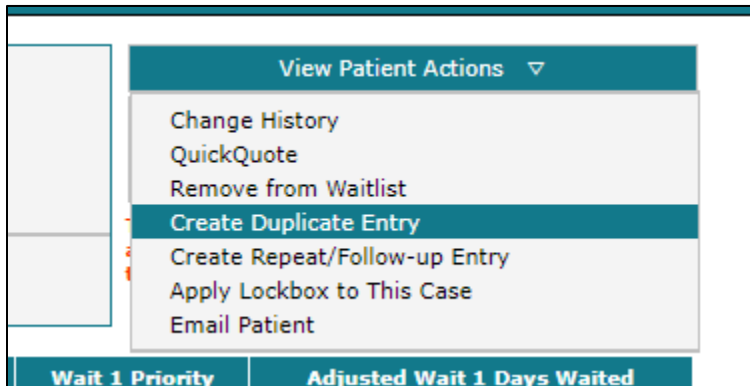 View Patient Actions ▽
Change History
QuickQuote
Remove from Waitlist
Create Duplicate Entry
Create Repeat/Follow-up Entry
Apply Lockbox to This Case
Email Patient
Wait 1 Priority Adjusted Wait 1 Days Waited